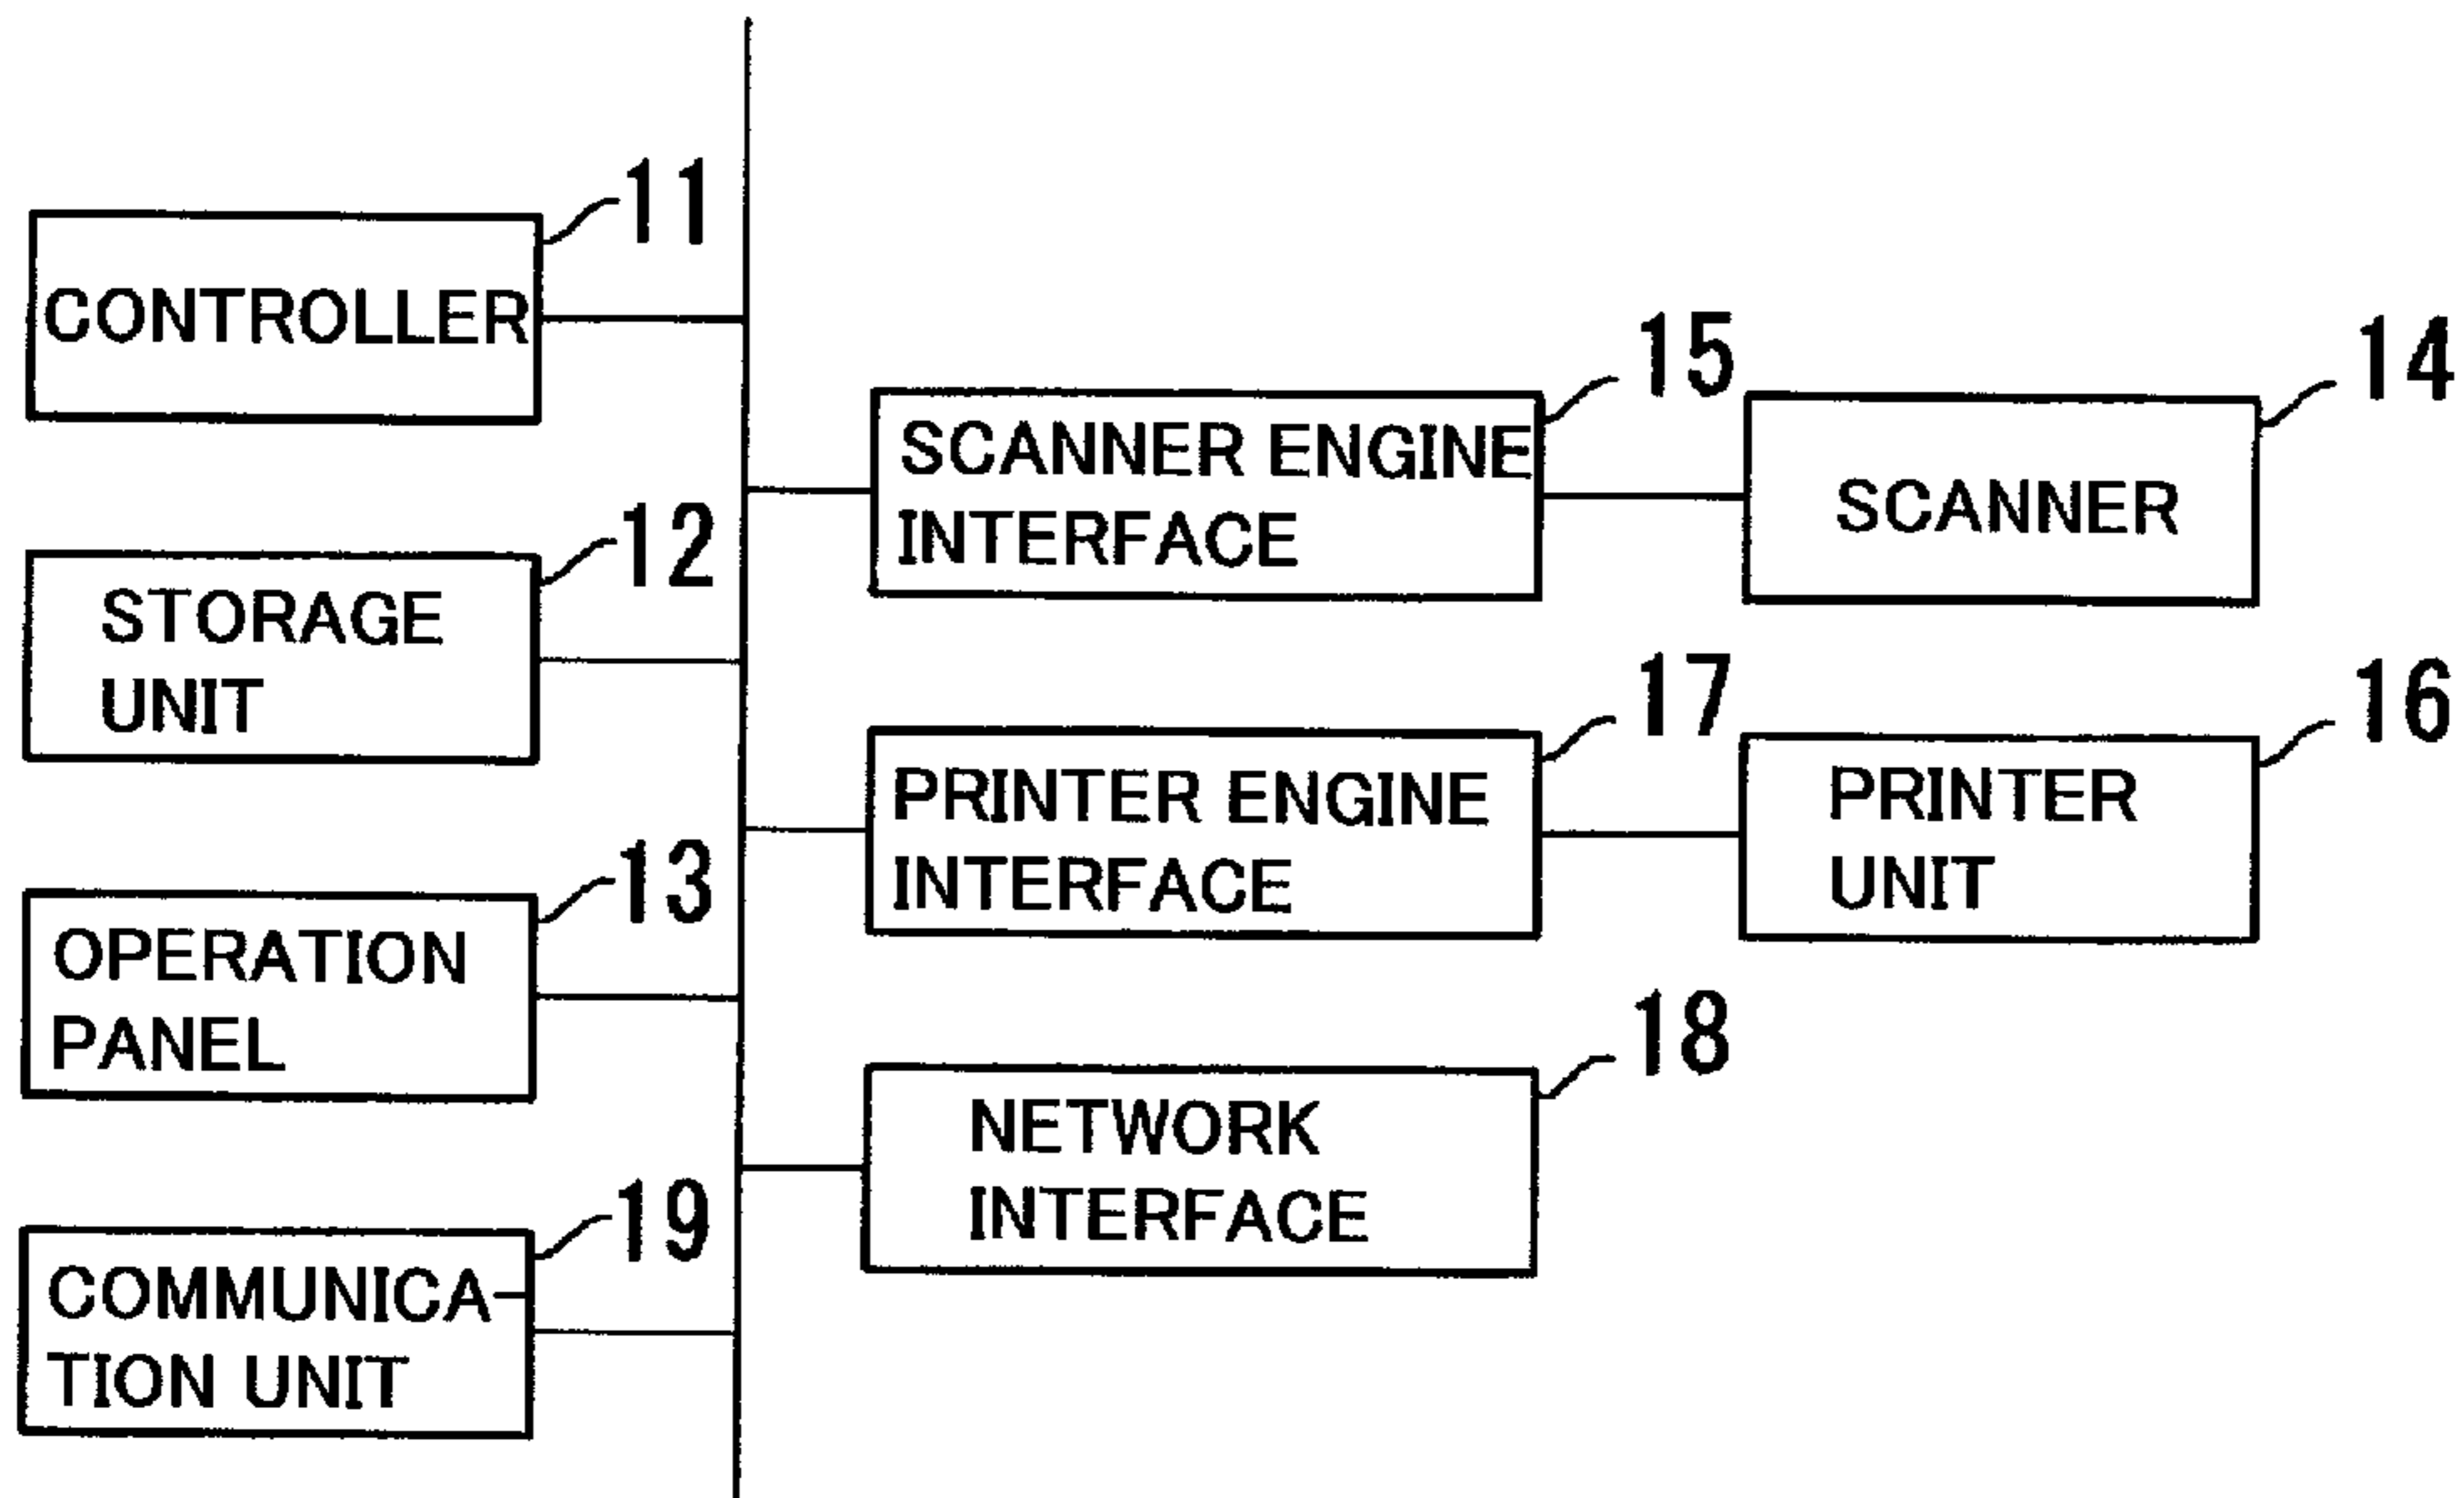 11
CONTROLLER
12
STORAGE
UNIT
13
OPERATION
PANEL
19
COMMUNICA-
TION UNIT
15
SCANNER ENGINE
INTERFACE
14
SCANNER
17
PRINTER ENGINE
INTERFACE
16
PRINTER
UNIT
18
NETWORK
INTERFACE